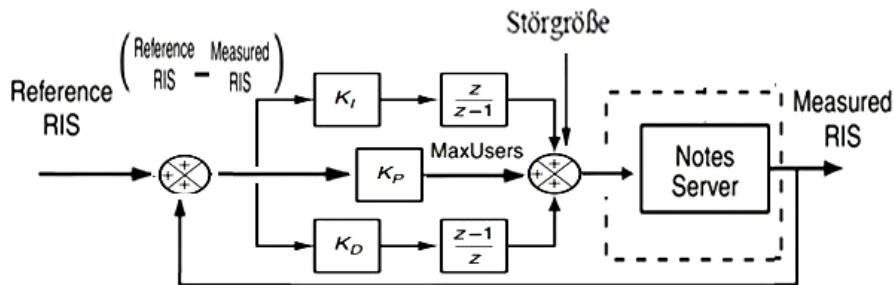 Störgröße
(Reference RIS − Measured RIS)
Reference
RIS
K_I
z
z−1
Measured
RIS
+
+
+
K_P
MaxUsers
+
+
+
Notes
Server
K_D
z−1
z